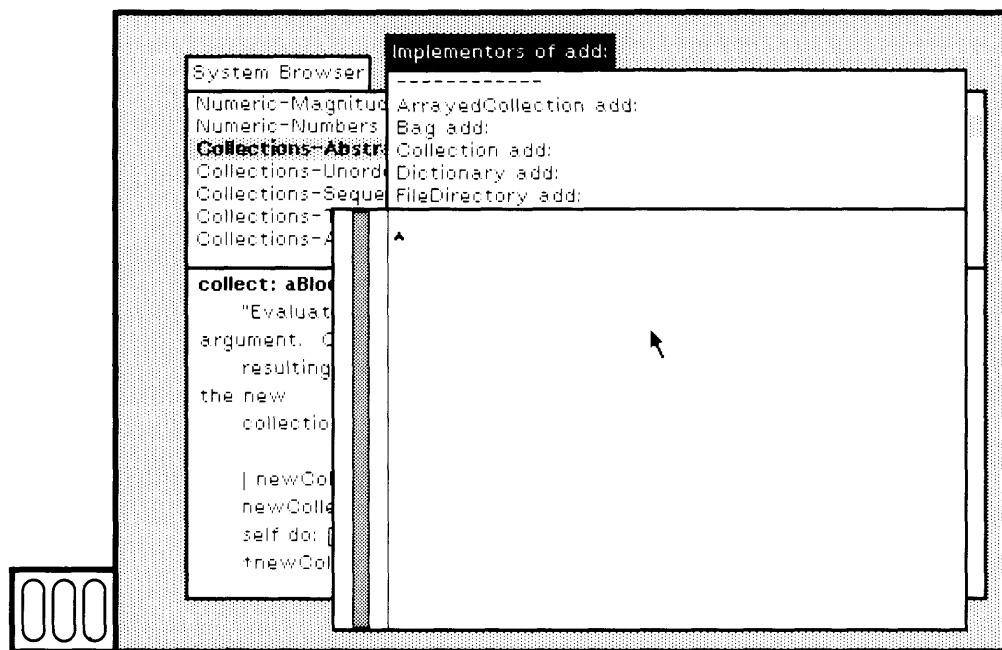 Implementors of add:
------------
ArrayedCollection add:
Bag add:
Collection add:
Dictionary add:
FileDirectory add:
System Browser
Numeric-Magnitud
Numeric-Numbers
Collections-Abstr
Collections-Unord
Collections-Seque
Collections-
Collections-A
collect: aBlo
"Evaluat
argument.
resulting
the new
collectio
| newCol
newColle
self do: [
↑newCol